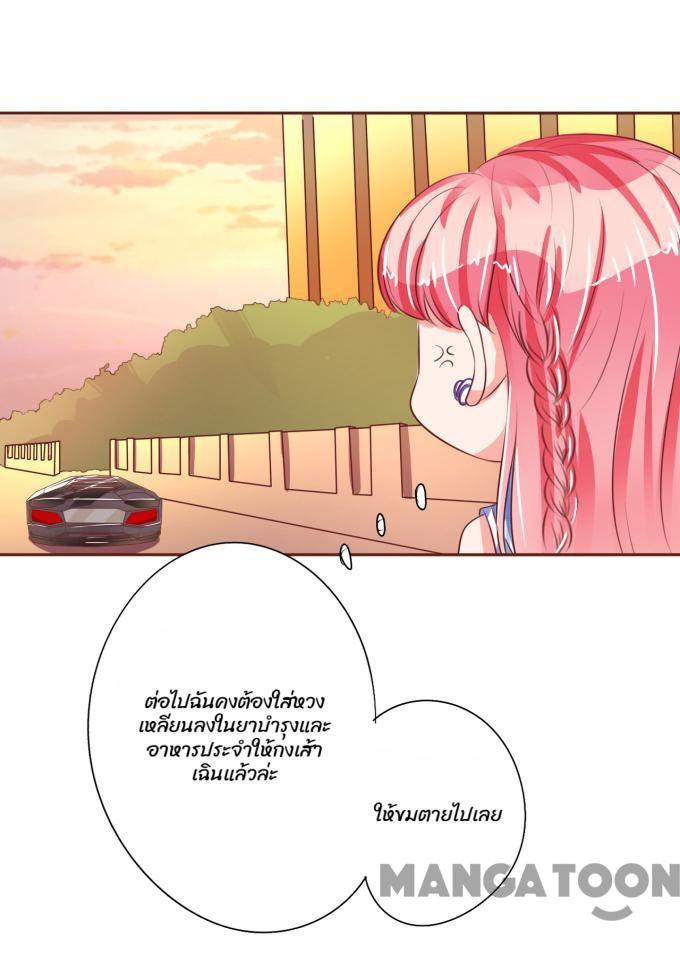 ต่อไปฉันคงต้องใส่หวง
เหลียนลงในยาบำรุงและ
อาหารประจำให้กงเส้า
เฉินแล้วล่ะ
ให้ขมตายไปเลย
MANGATOON